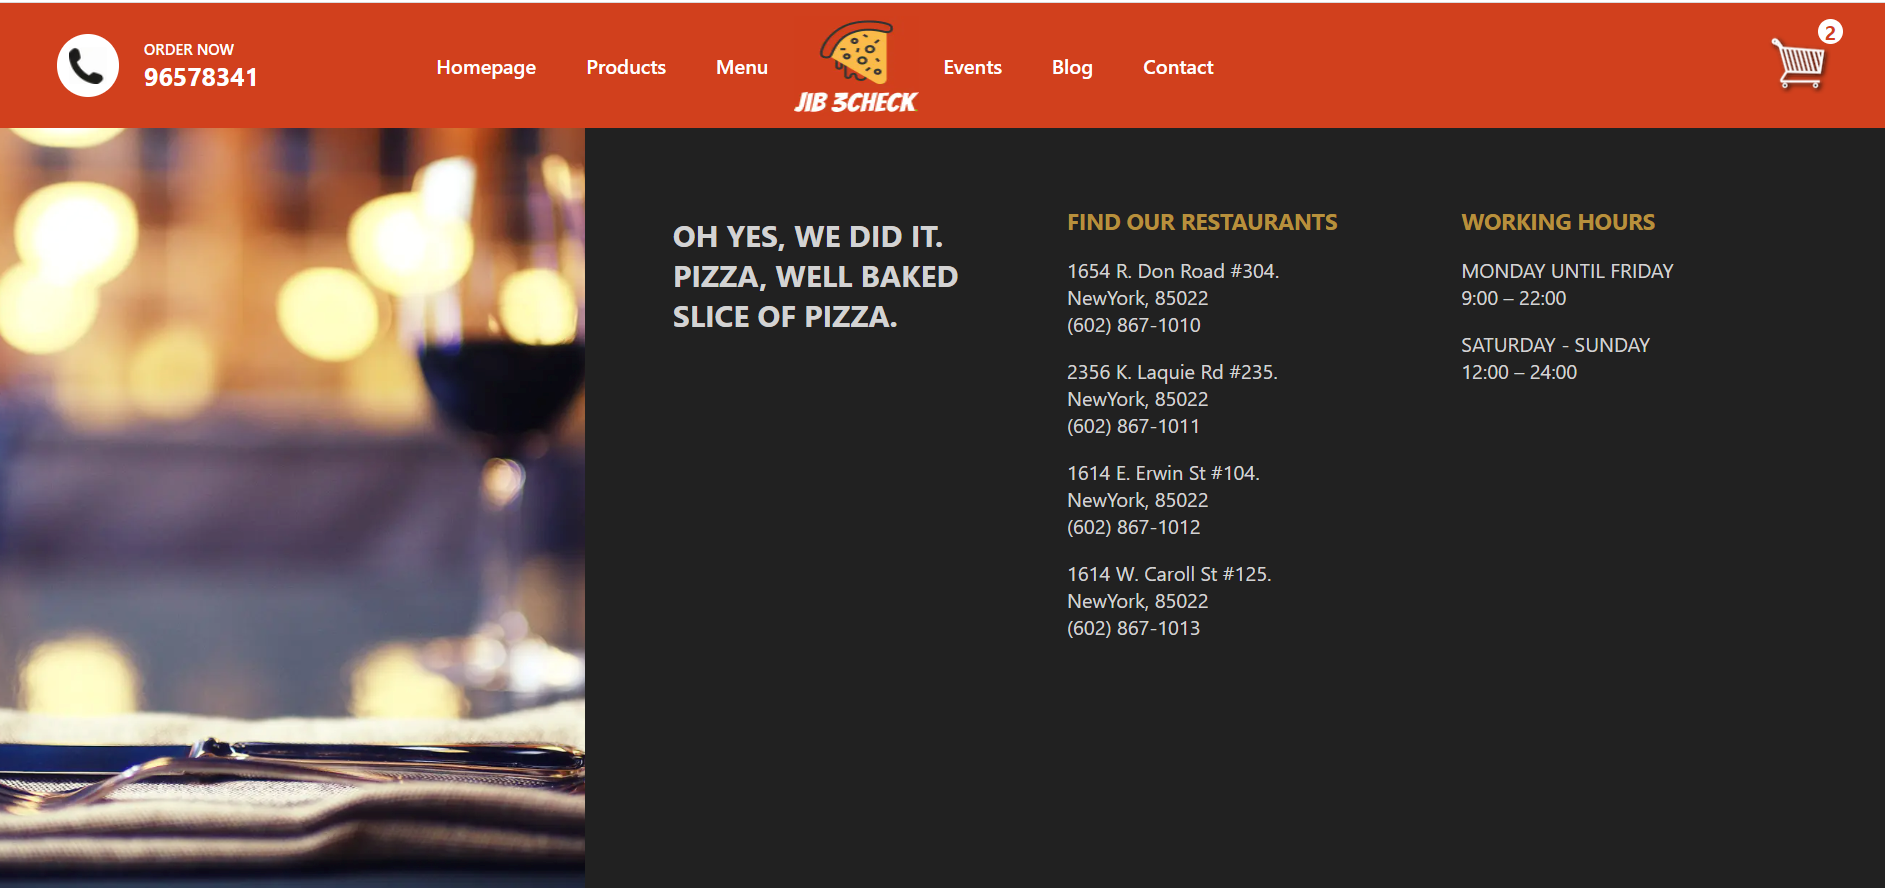 ORDER NOW
96578341
Homepage
Products
Menu
JIB 3CHECK
Events
Blog
Contact
2
OH YES, WE DID IT.
PIZZA, WELL BAKED
SLICE OF PIZZA.
FIND OUR RESTAURANTS
1654 R. Don Road #304.
NewYork, 85022
(602) 867-1010
2356 K. Laquie Rd #235.
NewYork, 85022
(602) 867-1011
1614 E. Erwin St #104.
NewYork, 85022
(602) 867-1012
1614 W. Caroll St #125.
NewYork, 85022
(602) 867-1013
WORKING HOURS
MONDAY UNTIL FRIDAY
9:00 – 22:00
SATURDAY - SUNDAY
12:00 – 24:00